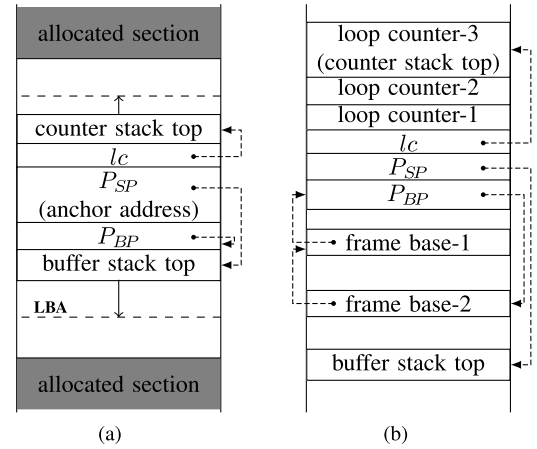 allocated section
counter stack top
lc
P_SP
(anchor address)
P_BP
buffer stack top
LBA
allocated section
(a)
loop counter-3
(counter stack top)
loop counter-2
loop counter-1
lc
P_SP
P_BP
frame base-1
frame base-2
buffer stack top
(b)